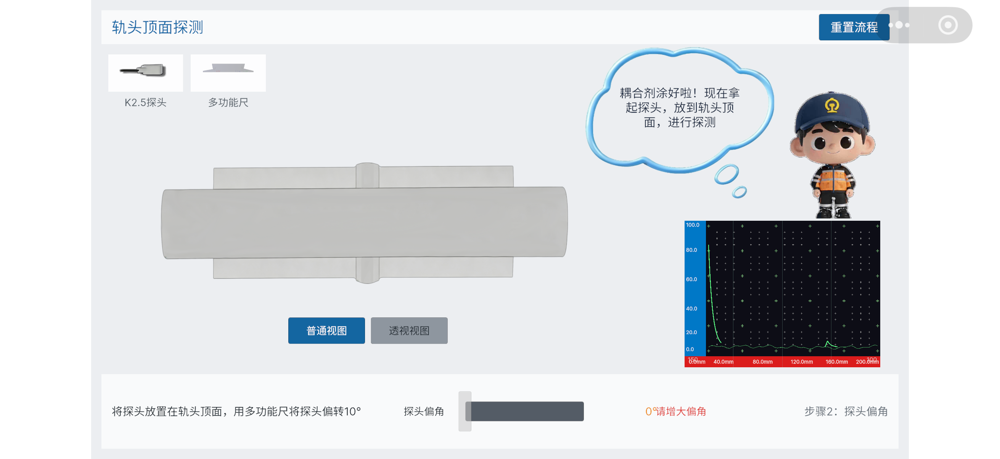 轨头顶面探测
重置流程
K2.5探头
多功能尺
耦合剂涂好啦！现在拿
起探头，放到轨头顶
面，进行探测
100.0
80.0
60.0
40.0
20.0
0.0
150
100
0.0mm 40.0mm 80.0mm 120.0mm 160.0mm 200.0mm
普通视图
透视视图
将探头放置在轨头顶面，用多功能尺将探头偏转10°
探头偏角
0°请增大偏角
步骤2：探头偏角